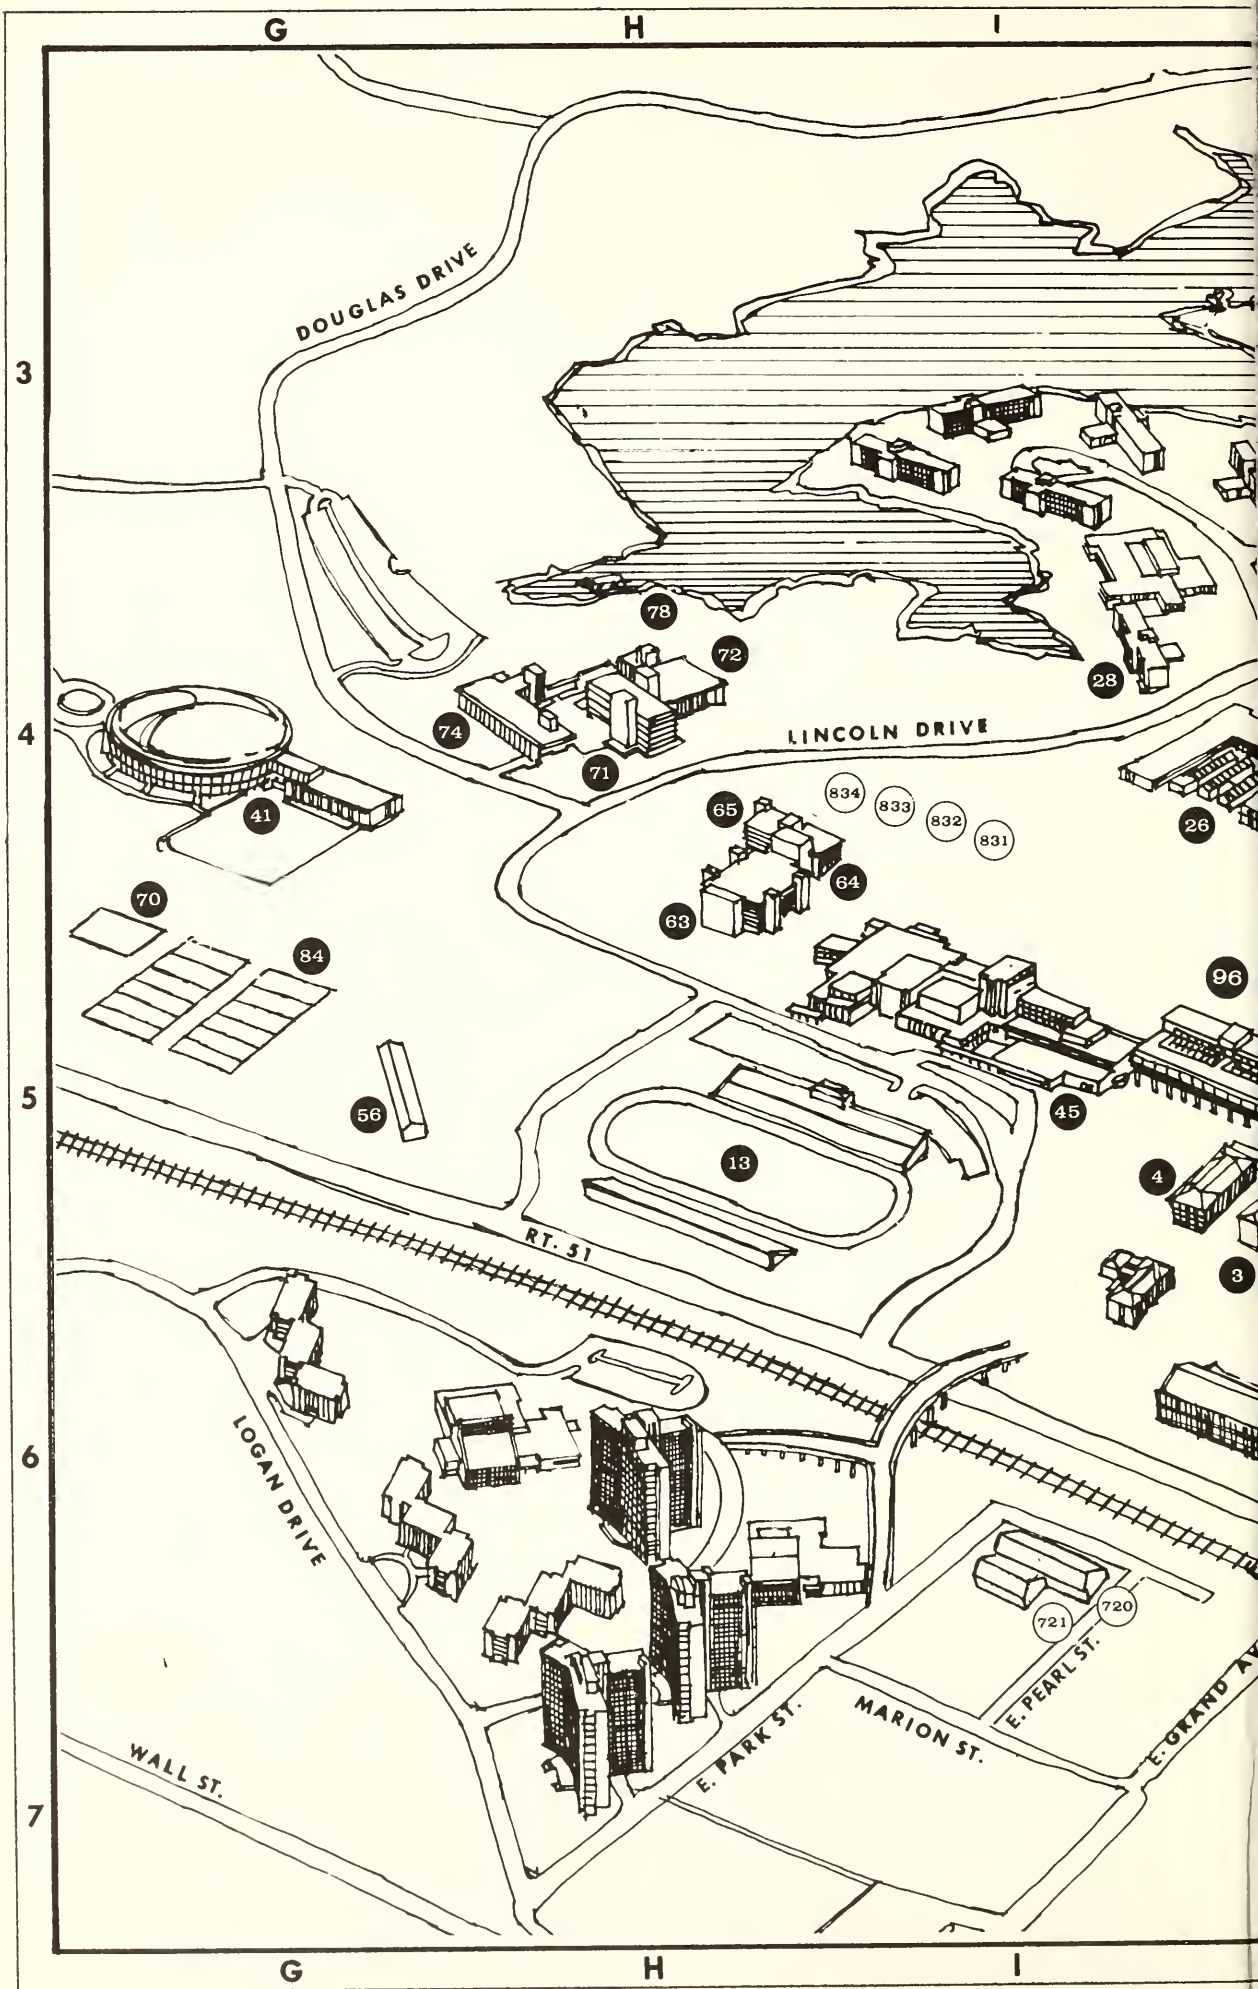 G H I
DOUGLAS DRIVE
3
78
72
28
74
4
LINCOLN DRIVE
71
834
833
832
831
65
41
26
64
70
63
84
96
5
56
45
13
4
RT. 51
3
LOGAN DRIVE
6
720
721
E. PEARL ST.
MARION ST.
E. GRAND AV
E. PARK ST.
WALL ST.
7
G H I